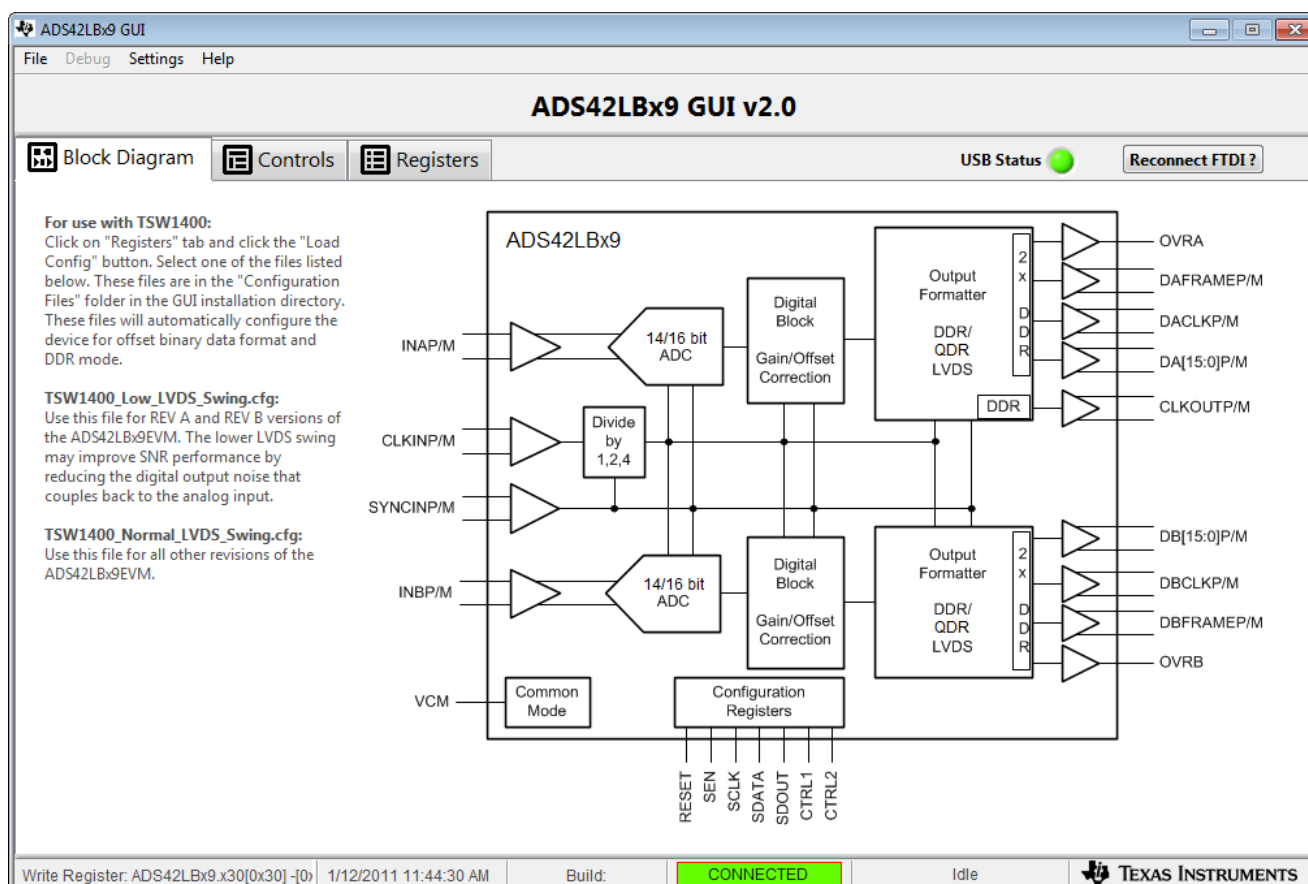 ADS42LBx9 GUI
File Debug Settings Help
ADS42LBx9 GUI v2.0
Block Diagram Controls Registers USB Status Reconnect FTDI ?
For use with TSW1400:
Click on "Registers" tab and click the "Load
Config" button. Select one of the files listed
below. These files are in the "Configuration
Files" folder in the GUI installation directory.
These files will automatically configure the
device for offset binary data format and
DDR mode.
TSW1400_Low_LVDS_Swing.cfg:
Use this file for REV A and REV B versions of
the ADS42LBx9EVM. The lower LVDS swing
may improve SNR performance by
reducing the digital output noise that
couples back to the analog input.
TSW1400_Normal_LVDS_Swing.cfg:
Use this file for all other revisions of the
ADS42LBx9EVM.
ADS42LBx9
INAP/M
CLKINP/M
SYNCINP/M
INBP/M
VCM
14/16 bit
ADC
Divide
by
1,2,4
14/16 bit
ADC
Common
Mode
Digital
Block
Gain/Offset
Correction
Digital
Block
Gain/Offset
Correction
Configuration
Registers
Output
Formatter
DDR/
QDR
LVDS
2
x
D
D
R
DDR
Output
Formatter
DDR/
QDR
LVDS
2
x
D
D
R
OVRA
DAFRAMEP/M
DACLKP/M
DA[15:0]P/M
CLKOUTP/M
DB[15:0]P/M
DBCLKP/M
DBFRAMEP/M
OVRB
RESET
SEN
SCLK
SDATA
SDOUT
CTRL1
CTRL2
Write Register: ADS42LBx9.x30[0x30] -[0x 1/12/2011 11:44:30 AM Build: CONNECTED Idle TEXAS INSTRUMENTS